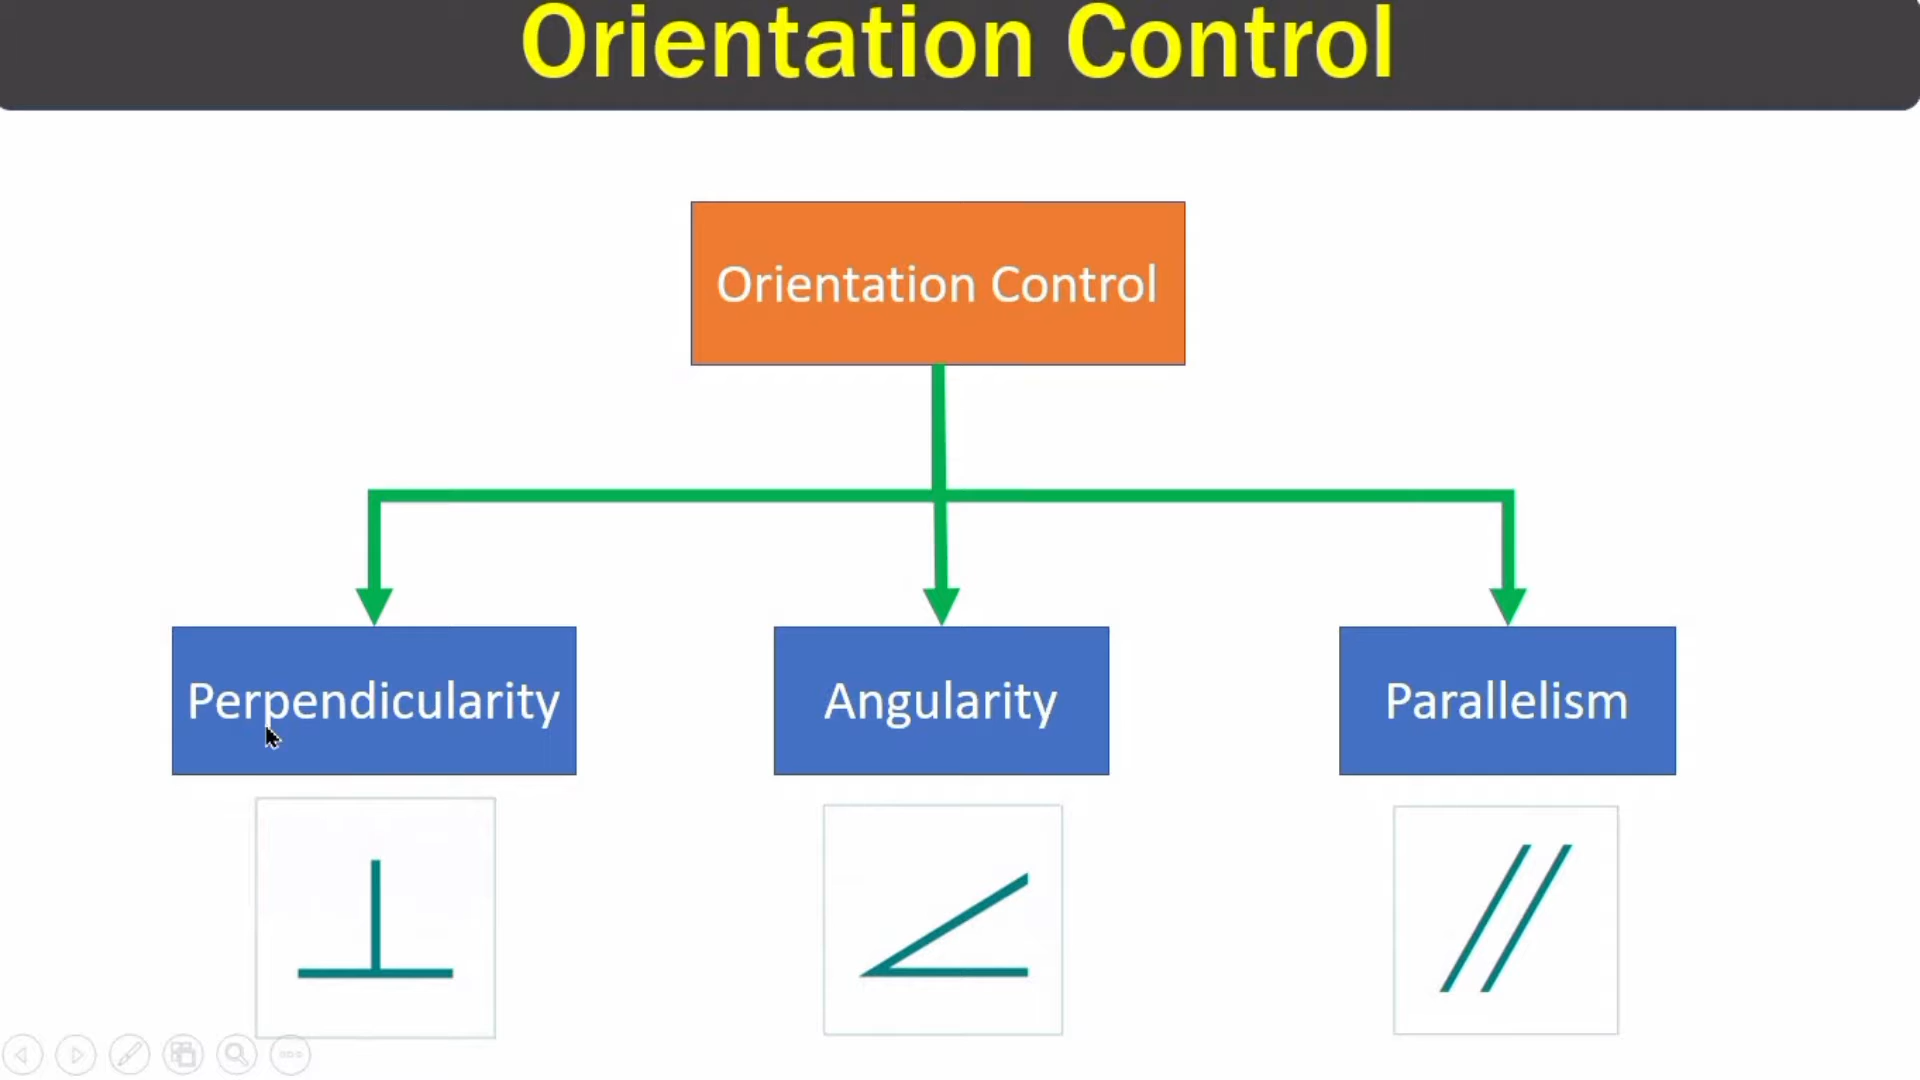 Orientation Control
Orientation Control
Perpendicularity
Angularity
Parallelism